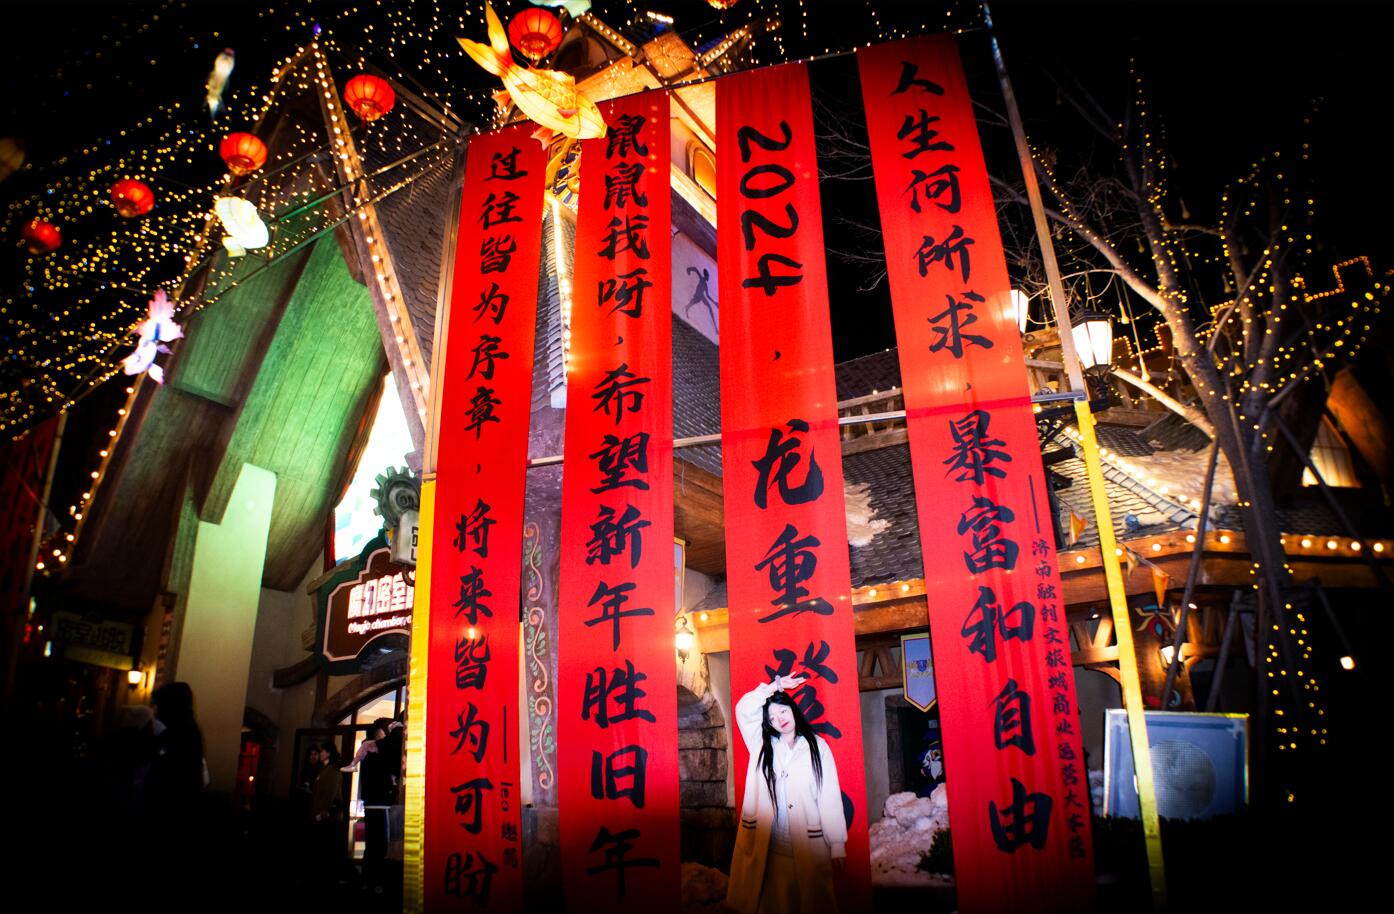 过往皆为序章，将来皆为可盼
鼠鼠我呀，希望新年胜旧年
2024，龙重登
人生何所求，暴富和自由
——济南融创文旅城商业运营大本营
魔幻密室
Magic chamber